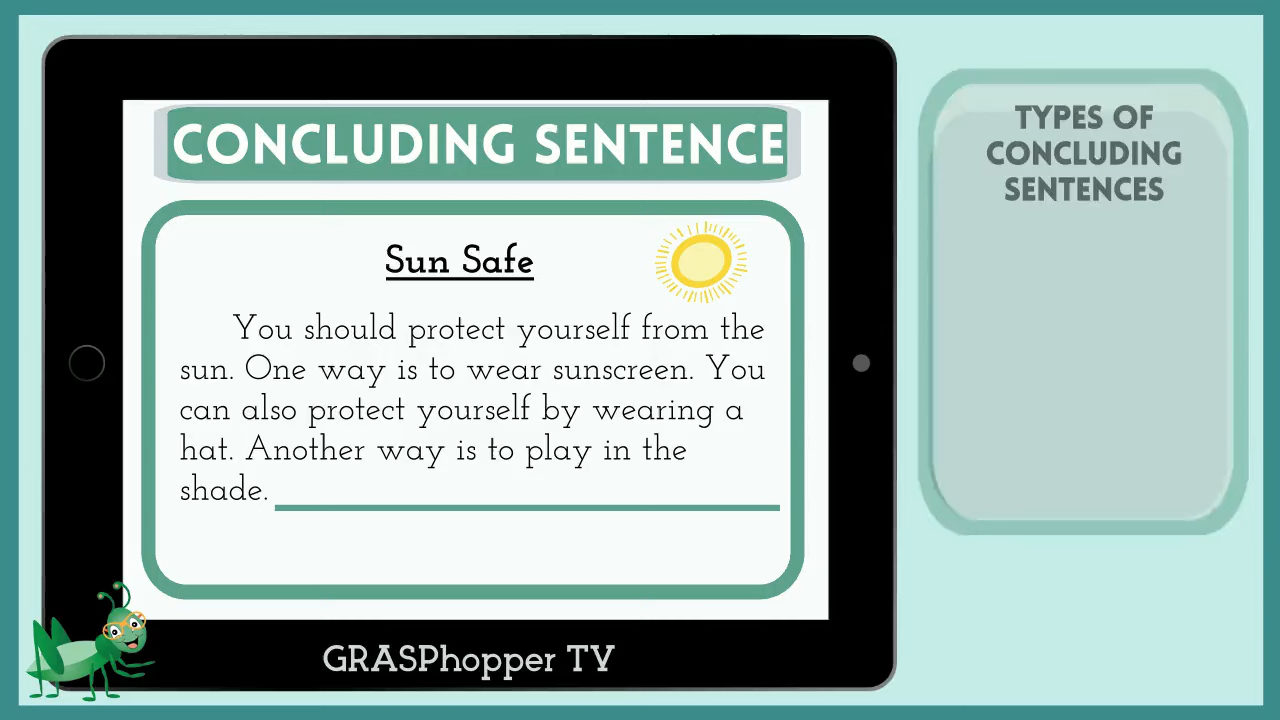 CONCLUDING SENTENCE
Sun Safe
You should protect yourself from the
sun. One way is to wear sunscreen. You
can also protect yourself by wearing a
hat. Another way is to play in the
shade.
GRASPhopper TV
TYPES OF
CONCLUDING
SENTENCES